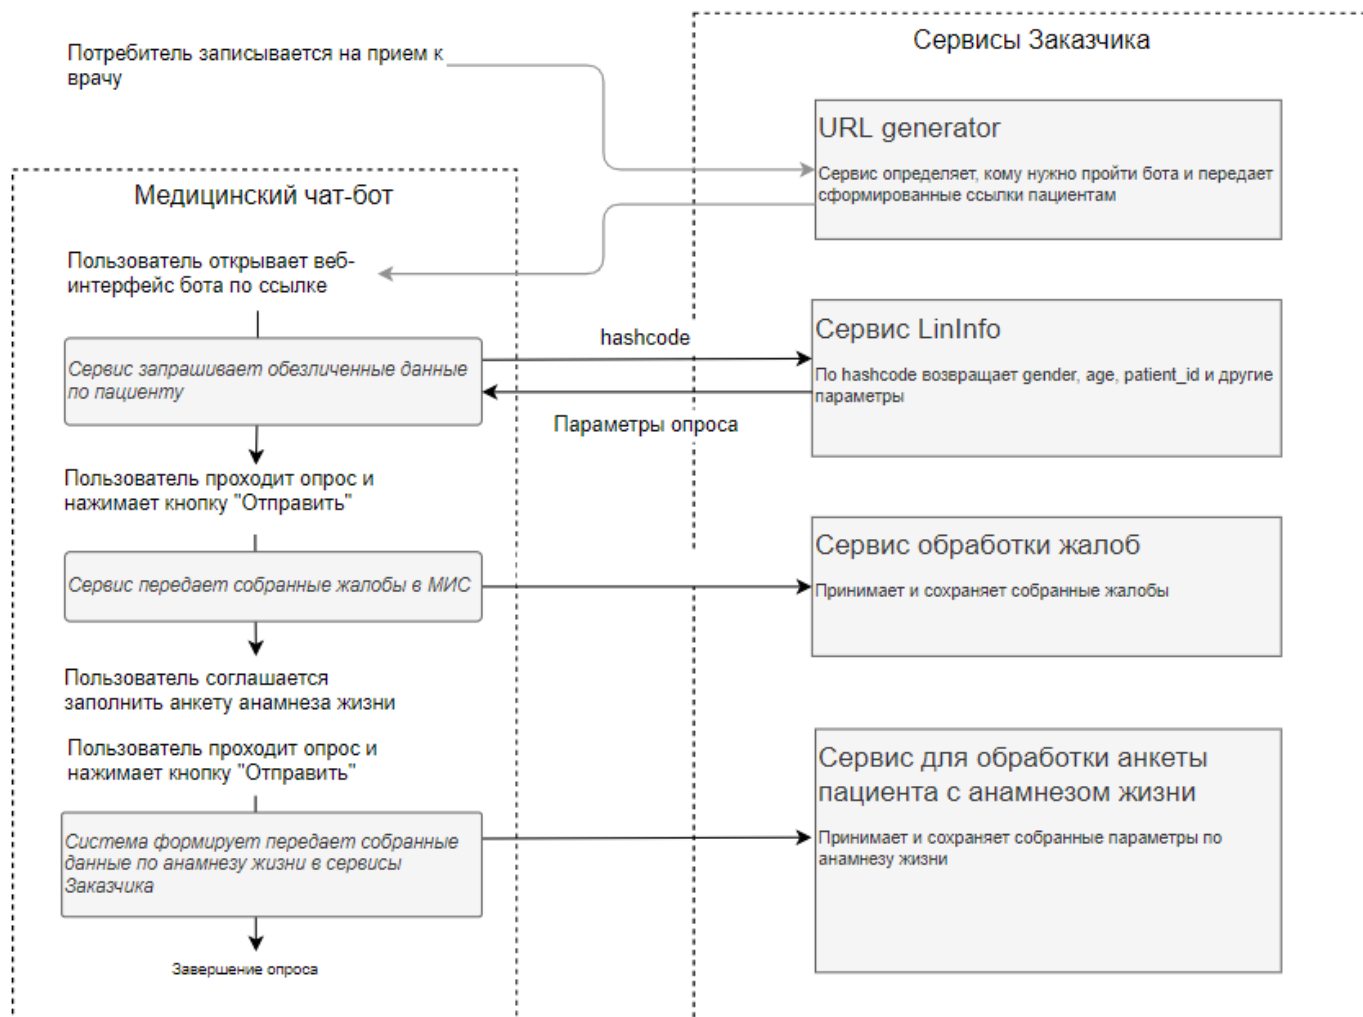 Потребитель записывается на прием к
врачу
Сервисы Заказчика
URL generator
Сервис определяет, кому нужно пройти бота и передает
сформированные ссылки пациентам
Медицинский чат-бот
Пользователь открывает веб-
интерфейс бота по ссылке
hashcode
Сервис LinInfo
По hashcode возвращает gender, age, patient_id и другие
параметры
Сервис запрашивает обезличенные данные
по пациенту
Параметры опроса
Пользователь проходит опрос и
нажимает кнопку "Отправить"
Сервис обработки жалоб
Принимает и сохраняет собранные жалобы
Сервис передает собранные жалобы в МИС
Пользователь соглашается
заполнить анкету анамнеза жизни
Пользователь проходит опрос и
нажимает кнопку "Отправить"
Сервис для обработки анкеты
пациента с анамнезом жизни
Принимает и сохраняет собранные параметры по
анамнезу жизни
Система формирует передает собранные
данные по анамнезу жизни в сервисы
Заказчика
Завершение опроса